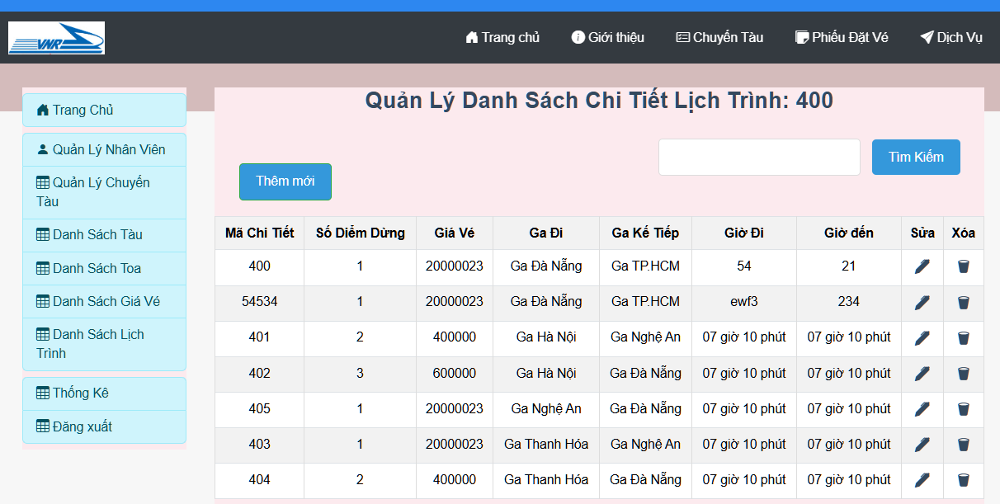 VNR
Trang chủ
Giới thiệu
Chuyến Tàu
Phiếu Đặt Vé
Dịch Vụ
Trang Chủ
Quản Lý Nhân Viên
Quản Lý Chuyến
Tàu
Danh Sách Tàu
Danh Sách Toa
Danh Sách Giá Vé
Danh Sách Lịch
Trình
Thống Kê
Đăng xuất
Quản Lý Danh Sách Chi Tiết Lịch Trình: 400
Tìm Kiếm
Thêm mới
Mã Chi Tiết Số Diểm Dừng Giá Vé Ga Đi Ga Kế Tiếp Giờ Đi Giờ đến Sửa Xóa
400 1 20000023 Ga Đà Nẵng Ga TP.HCM 54 21
54534 1 20000023 Ga Đà Nẵng Ga TP.HCM ewf3 234
401 2 400000 Ga Hà Nội Ga Nghệ An 07 giờ 10 phút 07 giờ 10 phút
402 3 600000 Ga Hà Nội Ga Đà Nẵng 07 giờ 10 phút 07 giờ 10 phút
405 1 20000023 Ga Nghệ An Ga Đà Nẵng 07 giờ 10 phút 07 giờ 10 phút
403 1 20000023 Ga Thanh Hóa Ga Nghệ An 07 giờ 10 phút 07 giờ 10 phút
404 2 400000 Ga Thanh Hóa Ga Đà Nẵng 07 giờ 10 phút 07 giờ 10 phút